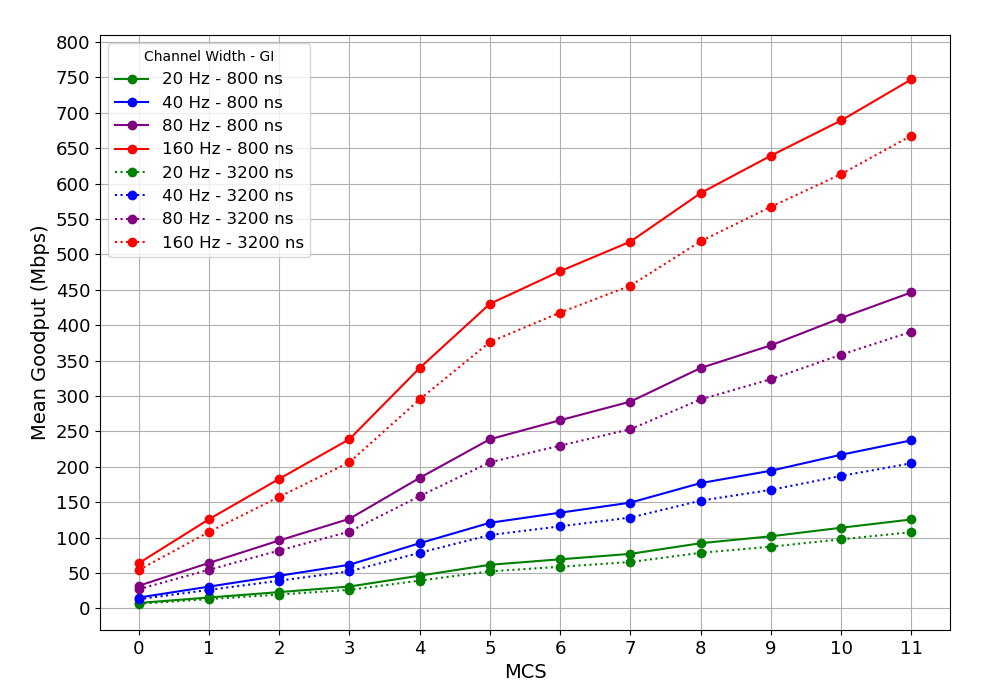 800
750
700
650
600
550
500
450
400
350
300
250
200
150
100
50
0
Mean Goodput (Mbps)
Channel Width - GI
20 Hz - 800 ns
40 Hz - 800 ns
80 Hz - 800 ns
160 Hz - 800 ns
20 Hz - 3200 ns
40 Hz - 3200 ns
80 Hz - 3200 ns
160 Hz - 3200 ns
0 1 2 3 4 5 6 7 8 9 10 11
MCS